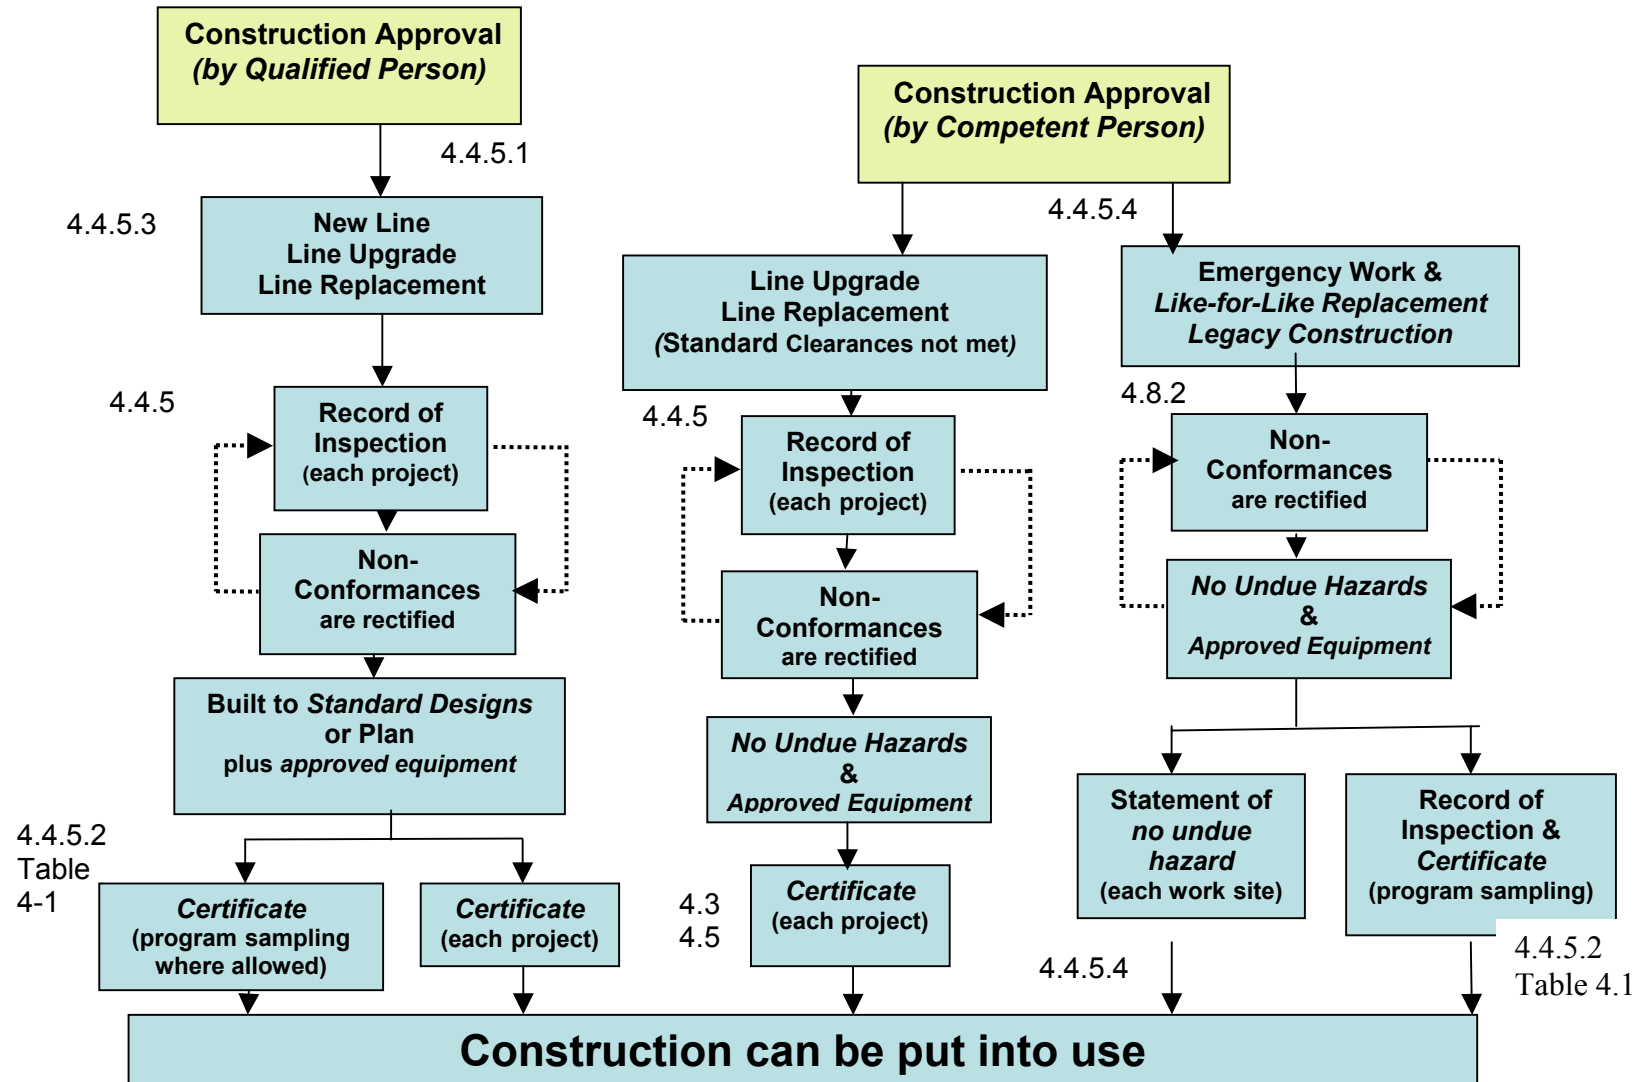 Construction Approval
(by Qualified Person)
4.4.5.1
4.4.5.3
New Line
Line Upgrade
Line Replacement
4.4.5
Record of
Inspection
(each project)
Non-
Conformances
are rectified
Built to Standard Designs
or Plan
plus approved equipment
4.4.5.2
Table
4-1
Certificate
(program sampling
where allowed)
Certificate
(each project)
Construction Approval
(by Competent Person)
Line Upgrade
Line Replacement
(Standard Clearances not met)
4.4.5
Record of
Inspection
(each project)
Non-
Conformances
are rectified
No Undue Hazards
&
Approved Equipment
4.3
4.5
Certificate
(each project)
4.4.5.4
Emergency Work &
Like-for-Like Replacement
Legacy Construction
4.8.2
Non-
Conformances
are rectified
No Undue Hazards
&
Approved Equipment
Statement of
no undue
hazard
(each work site)
4.4.5.4
Record of
Inspection &
Certificate
(program sampling)
4.4.5.2
Table 4.1
Construction can be put into use